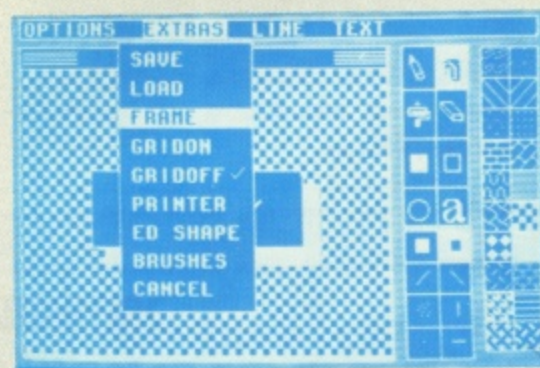 OPTIONS EXTRAS LINE TEXT
SAVE
LOAD
FRAME
GRIDON
GRIDOFF ✓
PRINTER
ED SHAPE
BRUSHES
CANCEL
a